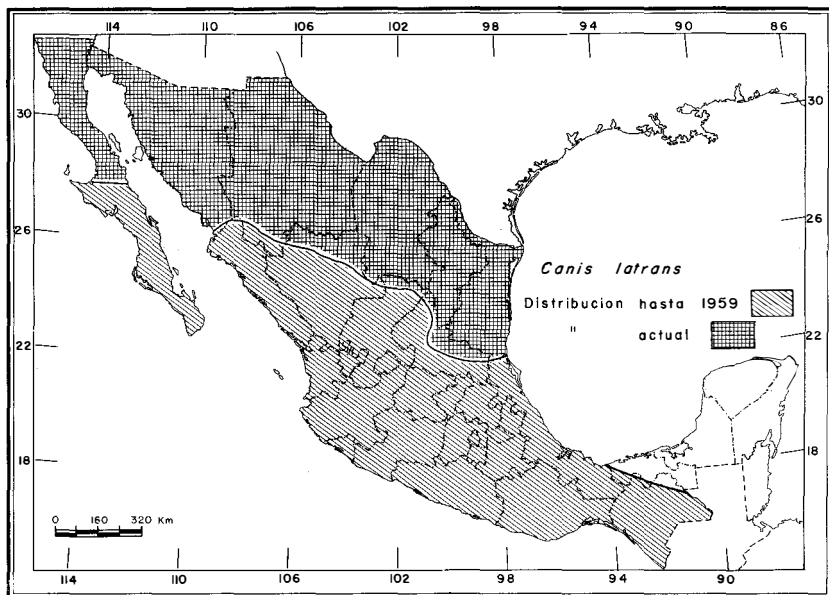 114 110 106 102 98 94 90 86
30 30
26 26
Canis latrans
Distribucion hasta 1959
" actual
22 22
18 18
0 160 320 Km
114 110 106 102 98 94 90